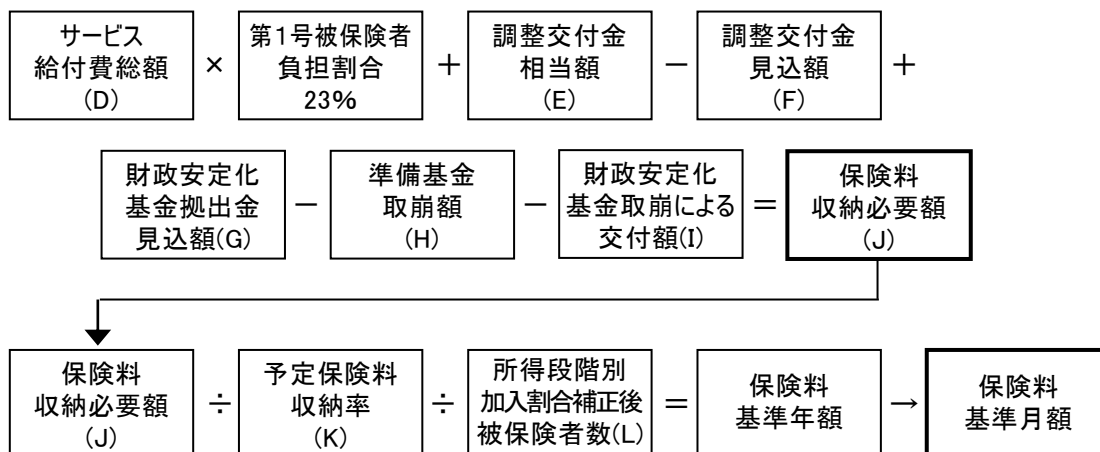 サービス
給付費総額
(D)
×
第1号被保険者
負担割合
23%
+
調整交付金
相当額
(E)
−
調整交付金
見込額
(F)
+
財政安定化
基金拠出金
見込額(G)
−
準備基金
取崩額
(H)
−
財政安定化
基金取崩による
交付額(I)
=
保険料
収納必要額
(J)
保険料
収納必要額
(J)
÷
予定保険料
収納率
(K)
÷
所得段階別
加入割合補正後
被保険者数(L)
=
保険料
基準年額
→
保険料
基準月額